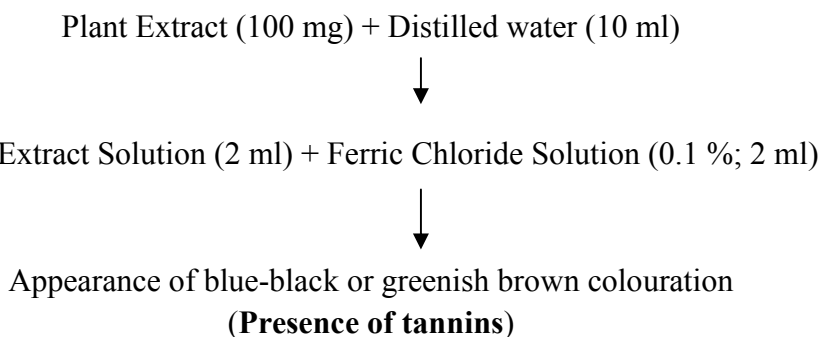 Plant Extract (100 mg) + Distilled water (10 ml)
Extract Solution (2 ml) + Ferric Chloride Solution (0.1 %; 2 ml)
Appearance of blue-black or greenish brown colouration
(Presence of tannins)